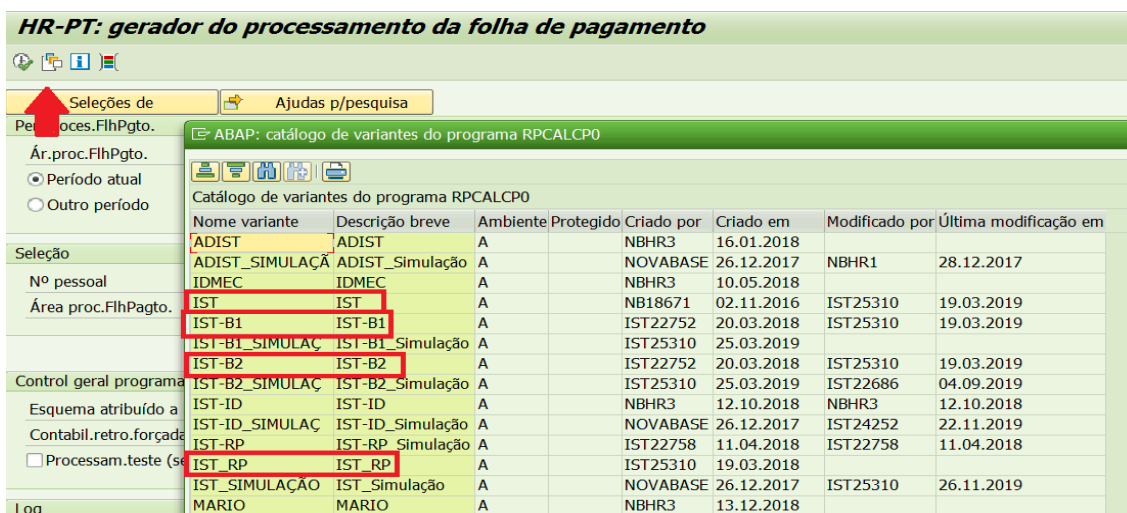 HR-PT: gerador do processamento da folha de pagamento
Seleções de
Ajudas p/pesquisa
Ár.proc.FlhPgto.
Período atual
Outro período
Seleção
Nº pessoal
Área proc.FlhPagto.
Control geral programa
Esquema atribuído a
Contabil.retro.forçada
Processam.teste (se
Log
ABAP: catálogo de variantes do programa RPCALCP0
Catálogo de variantes do programa RPCALCP0
Nome variante Descrição breve Ambiente Protegido Criado por Criado em Modificado por Última modificação em
ADIST ADIST A NBHR3 16.01.2018
ADIST_SIMULAÇÃ ADIST_Simulação A NOVABASE 26.12.2017 NBHR1 28.12.2017
IDMEC IDMEC A NBHR3 10.05.2018
IST IST A NB18671 02.11.2016 IST25310 19.03.2019
IST-B1 IST-B1 A IST22752 20.03.2018 IST25310 19.03.2019
IST-B1_SIMULAÇ IST-B1_Simulação A IST25310 25.03.2019
IST-B2 IST-B2 A IST22752 20.03.2018 IST25310 19.03.2019
IST-B2_SIMULAÇ IST-B2_Simulação A IST25310 25.03.2019 IST22686 04.09.2019
IST-ID IST-ID A NBHR3 12.10.2018 NBHR3 12.10.2018
IST-ID_SIMULAÇ IST-ID_Simulação A NOVABASE 26.12.2017 IST24252 22.11.2019
IST-RP IST-RP_Simulação A IST22758 11.04.2018 IST22758 11.04.2018
IST_RP IST_RP A IST25310 19.03.2018
IST_SIMULAÇÃO IST_Simulação A NOVABASE 26.12.2017 IST25310 26.11.2019
MARIO MARIO A NBHR3 13.12.2018